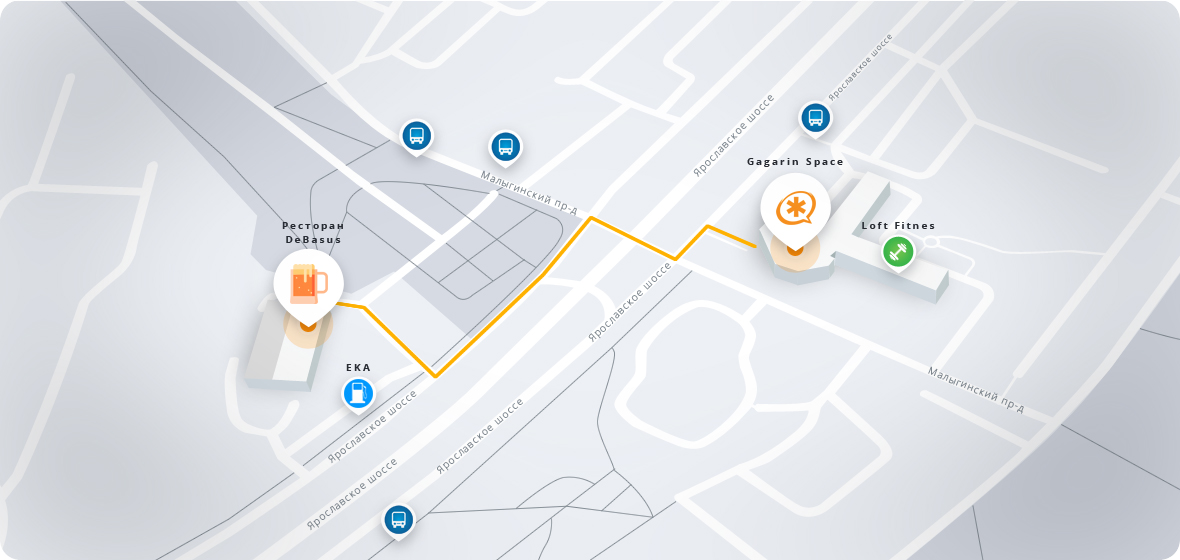 Ярославское шоссе
Ярославское шоссе
Gagarin Space
Малыгинский пр-д
Ресторан
DeBasus
Loft Fitnes
Ярославское шоссе
EKA
Малыгинский пр-д
Ярославское шоссе
Ярославское шоссе
Ярославское шоссе